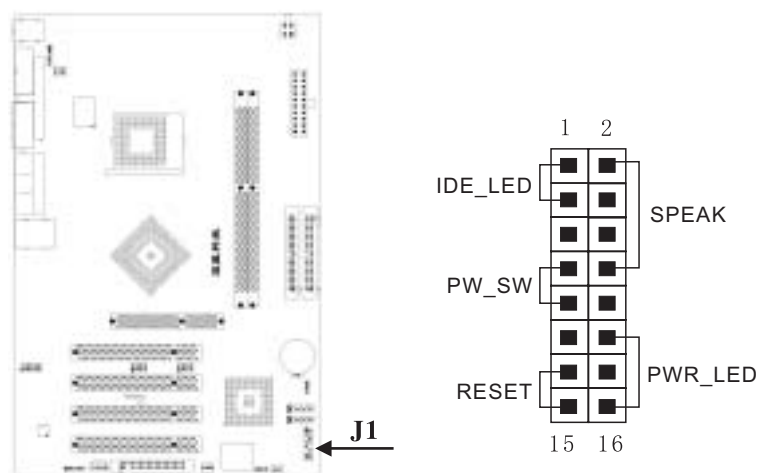 1 2
IDE_LED
SPEAK
PW_SW
PWR_LED
RESET
J1
15 16